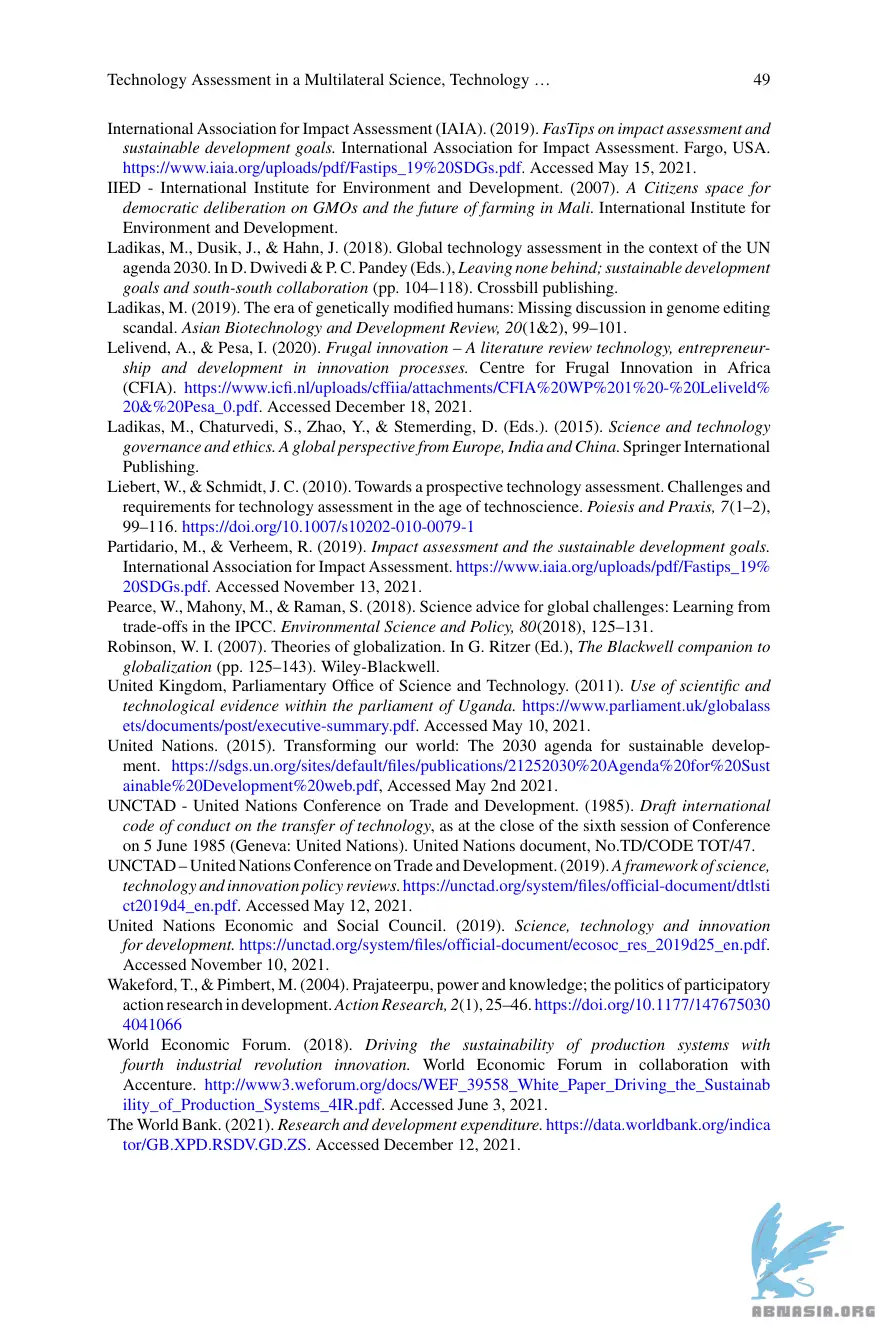 Technology Assessment in a Multilateral Science, Technology … 49
International Association for Impact Assessment (IAIA). (2019). FasTips on impact assessment and
sustainable development goals. International Association for Impact Assessment. Fargo, USA.
https://www.iaia.org/uploads/pdf/Fastips_19%20SDGs.pdf. Accessed May 15, 2021.
IIED - International Institute for Environment and Development. (2007). A Citizens space for
democratic deliberation on GMOs and the future of farming in Mali. International Institute for
Environment and Development.
Ladikas, M., Dusik, J., & Hahn, J. (2018). Global technology assessment in the context of the UN
agenda 2030. In D. Dwivedi & P. C. Pandey (Eds.), Leaving none behind; sustainable development
goals and south-south collaboration (pp. 104–118). Crossbill publishing.
Ladikas, M. (2019). The era of genetically modified humans: Missing discussion in genome editing
scandal. Asian Biotechnology and Development Review, 20(1&2), 99–101.
Lelivend, A., & Pesa, I. (2020). Frugal innovation – A literature review technology, entrepreneur-
ship and development in innovation processes. Centre for Frugal Innovation in Africa
(CFIA). https://www.icfi.nl/uploads/cffiia/attachments/CFIA%20WP%201%20-%20Leliveld%
20&%20Pesa_0.pdf. Accessed December 18, 2021.
Ladikas, M., Chaturvedi, S., Zhao, Y., & Stemerding, D. (Eds.). (2015). Science and technology
governance and ethics. A global perspective from Europe, India and China. Springer International
Publishing.
Liebert, W., & Schmidt, J. C. (2010). Towards a prospective technology assessment. Challenges and
requirements for technology assessment in the age of technoscience. Poiesis and Praxis, 7(1–2),
99–116. https://doi.org/10.1007/s10202-010-0079-1
Partidario, M., & Verheem, R. (2019). Impact assessment and the sustainable development goals.
International Association for Impact Assessment. https://www.iaia.org/uploads/pdf/Fastips_19%
20SDGs.pdf. Accessed November 13, 2021.
Pearce, W., Mahony, M., & Raman, S. (2018). Science advice for global challenges: Learning from
trade-offs in the IPCC. Environmental Science and Policy, 80(2018), 125–131.
Robinson, W. I. (2007). Theories of globalization. In G. Ritzer (Ed.), The Blackwell companion to
globalization (pp. 125–143). Wiley-Blackwell.
United Kingdom, Parliamentary Office of Science and Technology. (2011). Use of scientific and
technological evidence within the parliament of Uganda. https://www.parliament.uk/globalass
ets/documents/post/executive-summary.pdf. Accessed May 10, 2021.
United Nations. (2015). Transforming our world: The 2030 agenda for sustainable develop-
ment. https://sdgs.un.org/sites/default/files/publications/21252030%20Agenda%20for%20Sust
ainable%20Development%20web.pdf, Accessed May 2nd 2021.
UNCTAD - United Nations Conference on Trade and Development. (1985). Draft international
code of conduct on the transfer of technology, as at the close of the sixth session of Conference
on 5 June 1985 (Geneva: United Nations). United Nations document, No.TD/CODE TOT/47.
UNCTAD – United Nations Conference on Trade and Development. (2019). A framework of science,
technology and innovation policy reviews. https://unctad.org/system/files/official-document/dtlsti
ct2019d4_en.pdf. Accessed May 12, 2021.
United Nations Economic and Social Council. (2019). Science, technology and innovation
for development. https://unctad.org/system/files/official-document/ecosoc_res_2019d25_en.pdf.
Accessed November 10, 2021.
Wakeford, T., & Pimbert, M. (2004). Prajateerpu, power and knowledge; the politics of participatory
action research in development. Action Research, 2(1), 25–46. https://doi.org/10.1177/147675030
4041066
World Economic Forum. (2018). Driving the sustainability of production systems with
fourth industrial revolution innovation. World Economic Forum in collaboration with
Accenture. http://www3.weforum.org/docs/WEF_39558_White_Paper_Driving_the_Sustainab
ility_of_Production_Systems_4IR.pdf. Accessed June 3, 2021.
The World Bank. (2021). Research and development expenditure. https://data.worldbank.org/indica
tor/GB.XPD.RSDV.GD.ZS. Accessed December 12, 2021.
ABNASIA.ORG